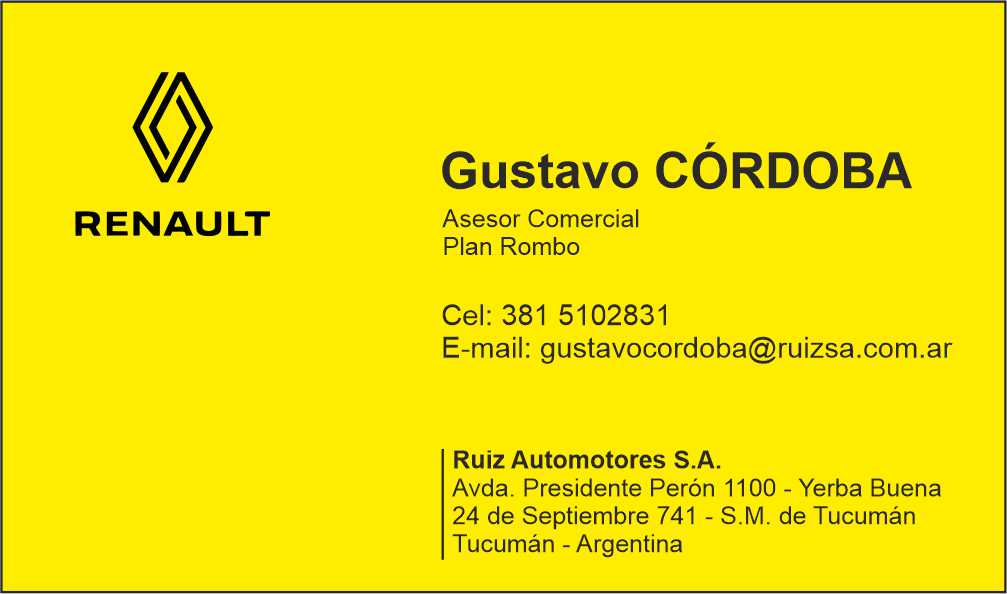 RENAULT
Gustavo CÓRDOBA
Asesor Comercial
Plan Rombo
Cel: 381 5102831
E-mail: gustavocordoba@ruizsa.com.ar
Ruiz Automotores S.A.
Avda. Presidente Perón 1100 - Yerba Buena
24 de Septiembre 741 - S.M. de Tucumán
Tucumán - Argentina